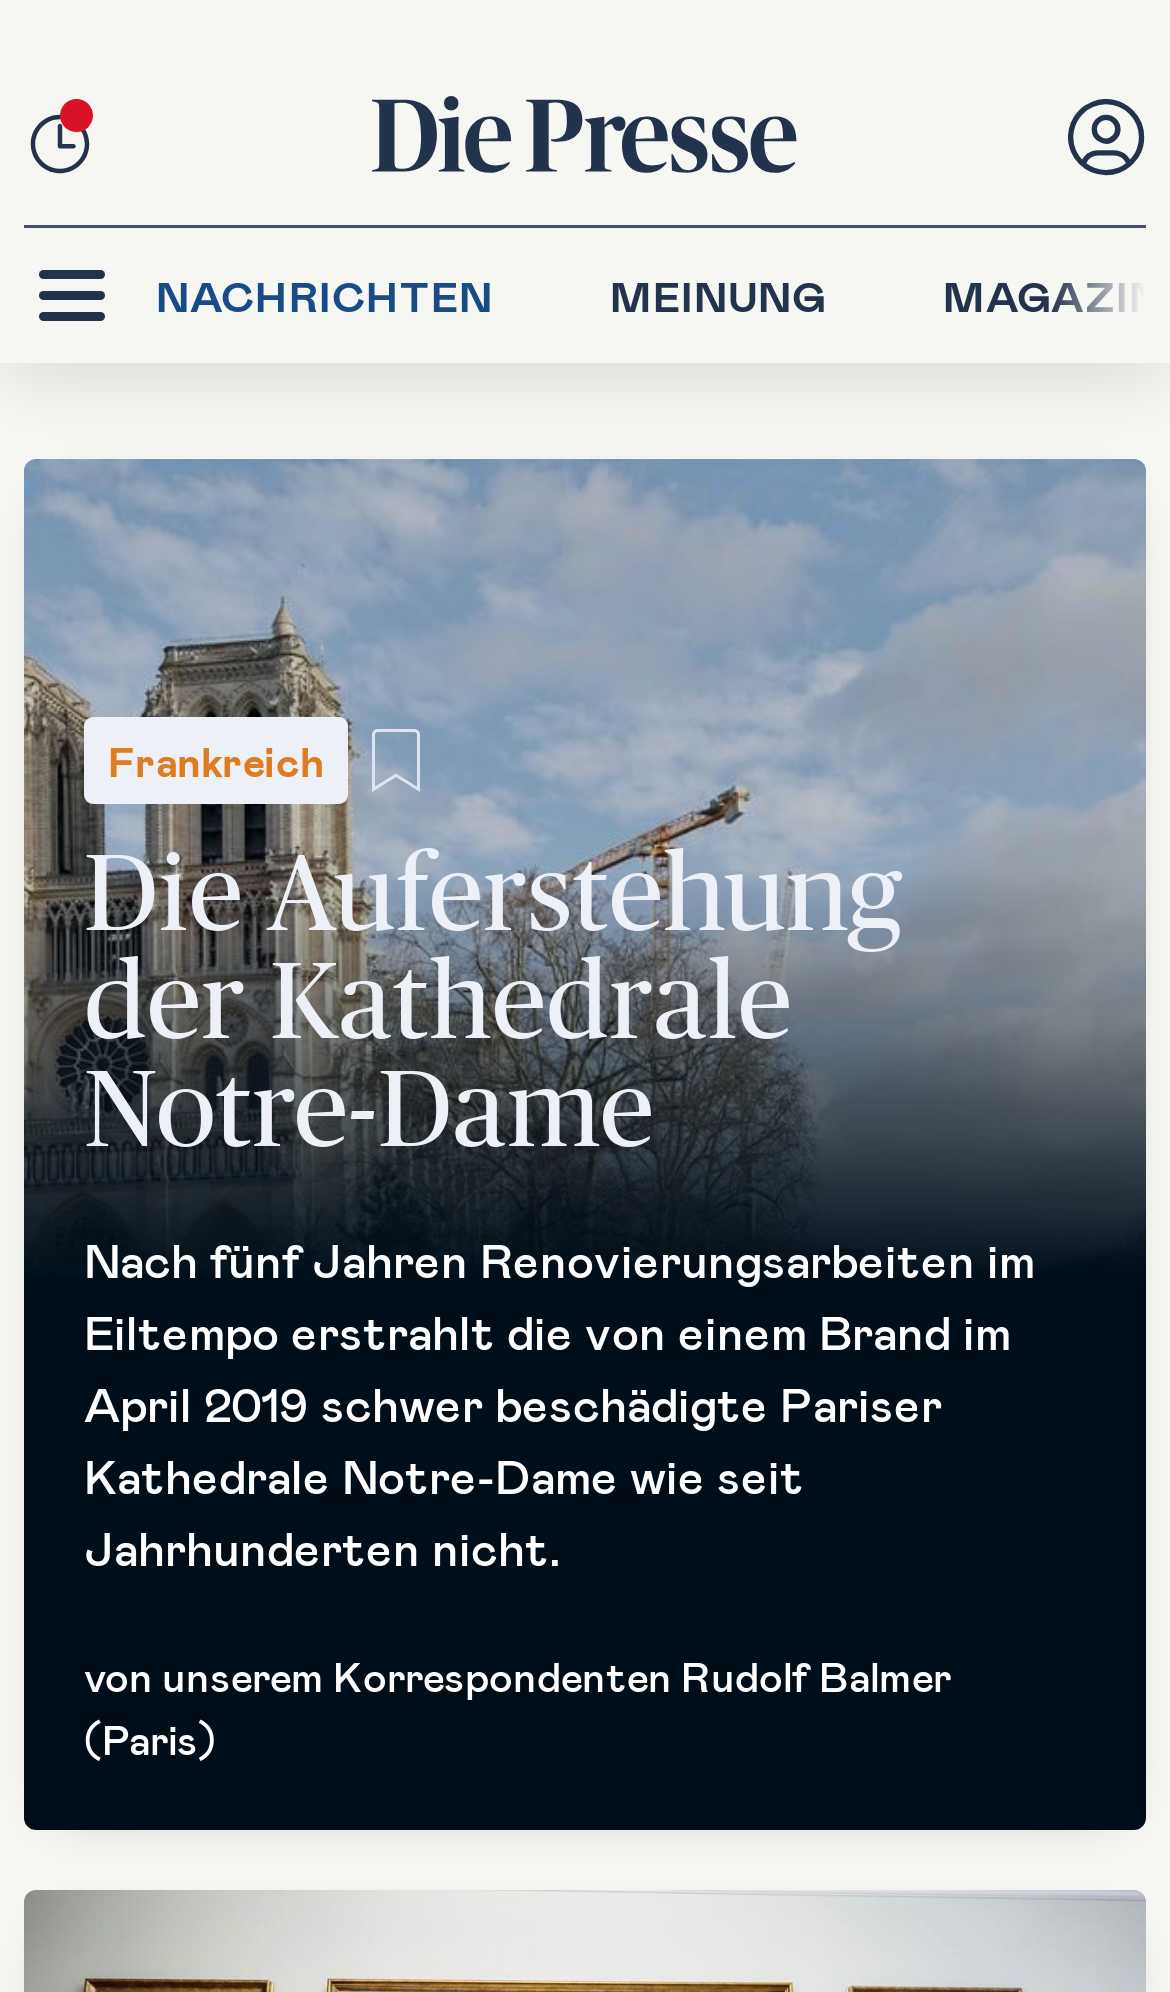 Die Presse
NACHRICHTEN MEINUNG MAGAZIN
Frankreich
Die Auferstehung
der Kathedrale
Notre-Dame
Nach fünf Jahren Renovierungsarbeiten im
Eiltempo erstrahlt die von einem Brand im
April 2019 schwer beschädigte Pariser
Kathedrale Notre-Dame wie seit
Jahrhunderten nicht.
von unserem Korrespondenten Rudolf Balmer
(Paris)